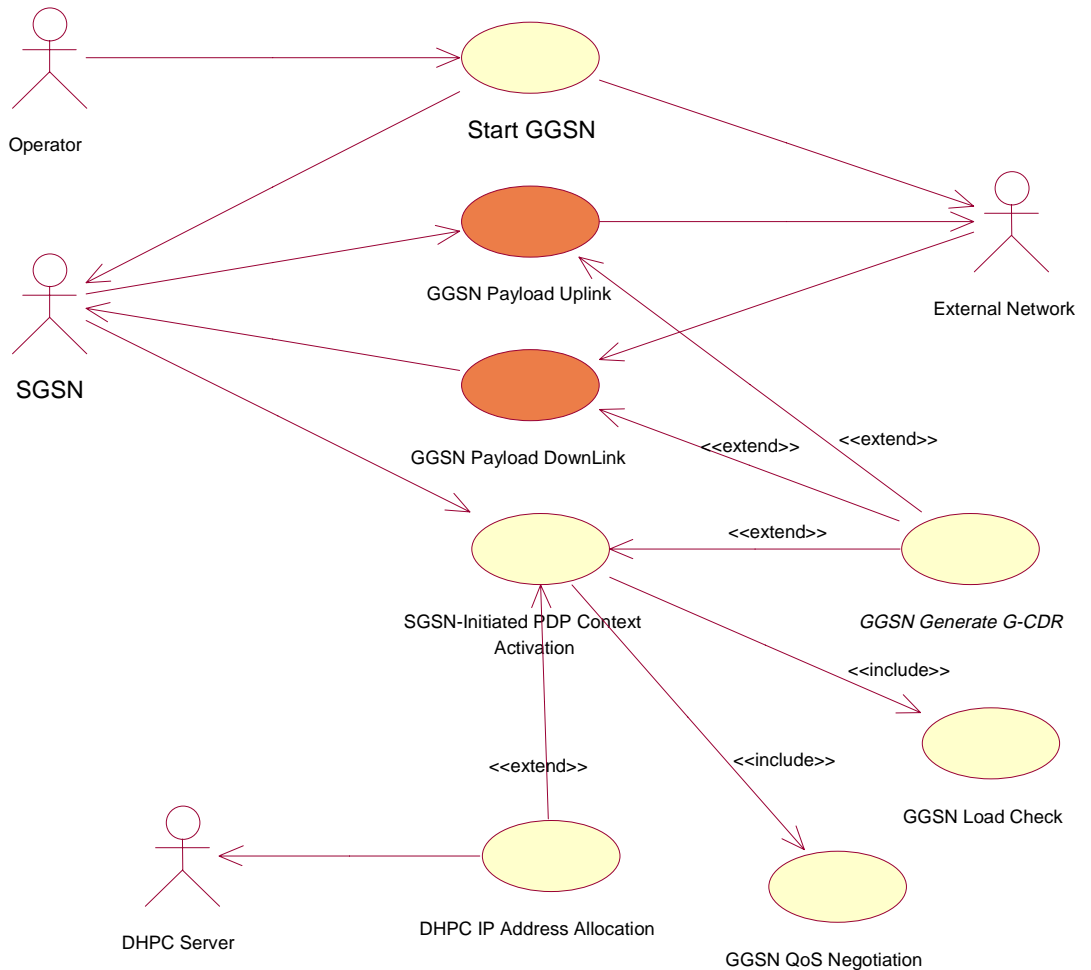 Start GGSN
Operator
GGSN Payload Uplink
External Network
SGSN
<<extend>>
<<extend>>
GGSN Payload DownLink
<<extend>>
SGSN-Initiated PDP Context
Activation
GGSN Generate G-CDR
<<include>>
<<extend>>
<<include>>
GGSN Load Check
DHPC IP Address Allocation
DHPC Server
GGSN QoS Negotiation